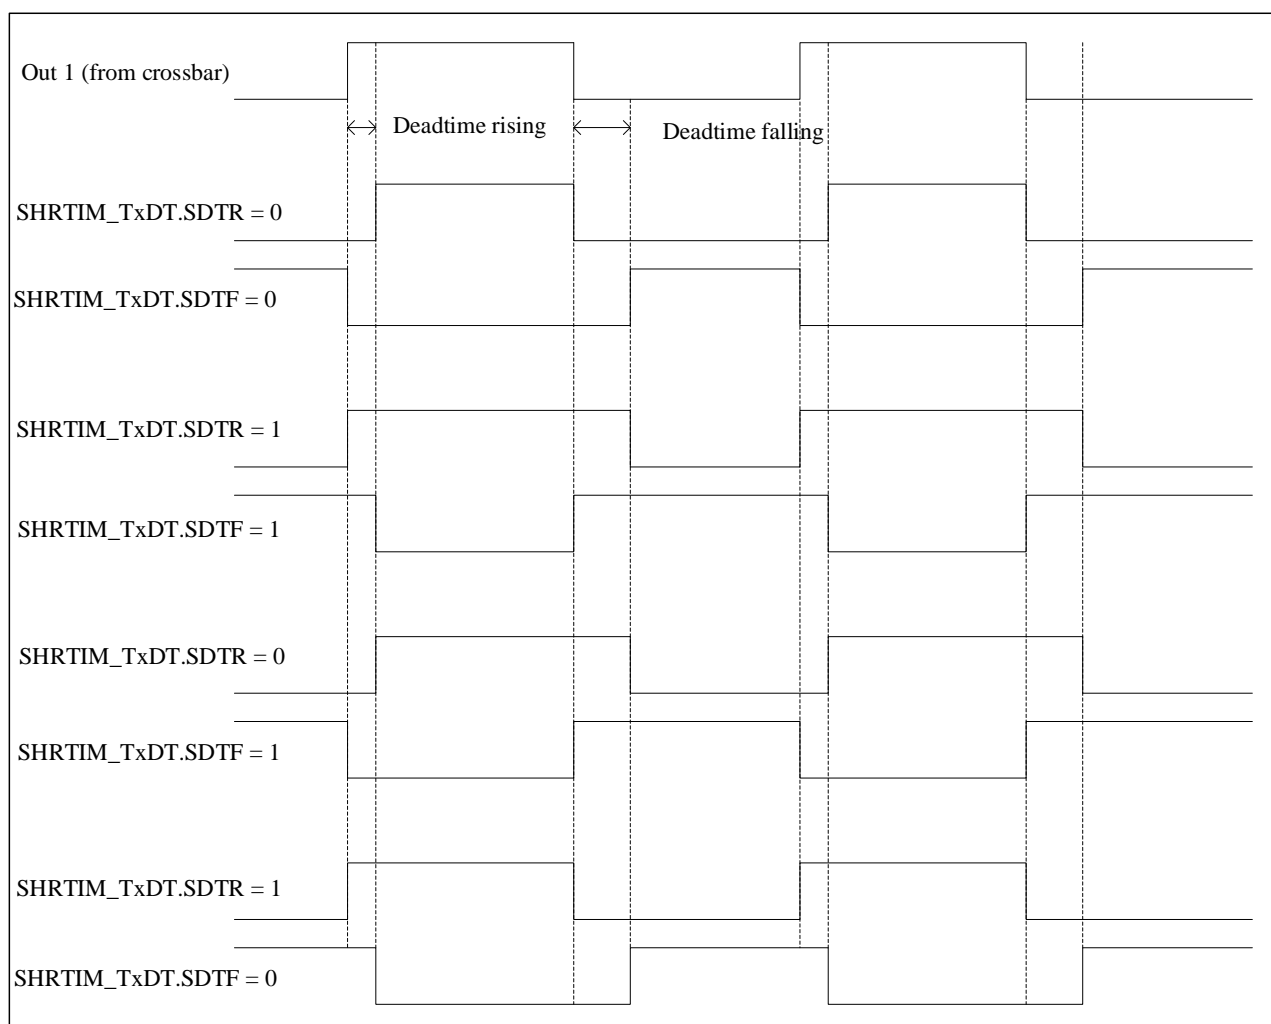 Out 1 (from crossbar)
Deadtime rising
Deadtime falling
SHRTIM_TxDT.SDTR = 0
SHRTIM_TxDT.SDTF = 0
SHRTIM_TxDT.SDTR = 1
SHRTIM_TxDT.SDTF = 1
SHRTIM_TxDT.SDTR = 0
SHRTIM_TxDT.SDTF = 1
SHRTIM_TxDT.SDTR = 1
SHRTIM_TxDT.SDTF = 0